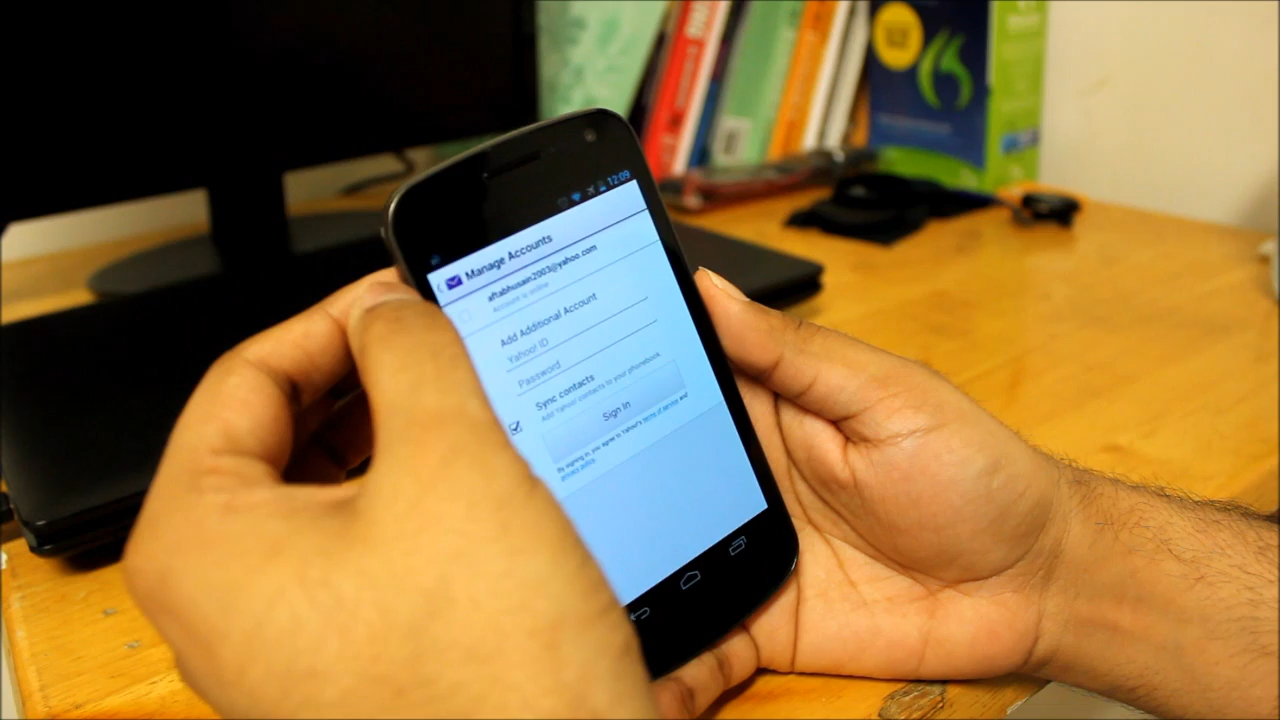 12:09
Manage Accounts
aftabhusain2003@yahoo.com
Account is online
Add Additional Account
Yahoo! ID
Password
Sync contacts
Add Yahoo! contacts to your phonebook.
Sign In
By signing in, you agree to Yahoo!'s terms of service and
privacy policy.